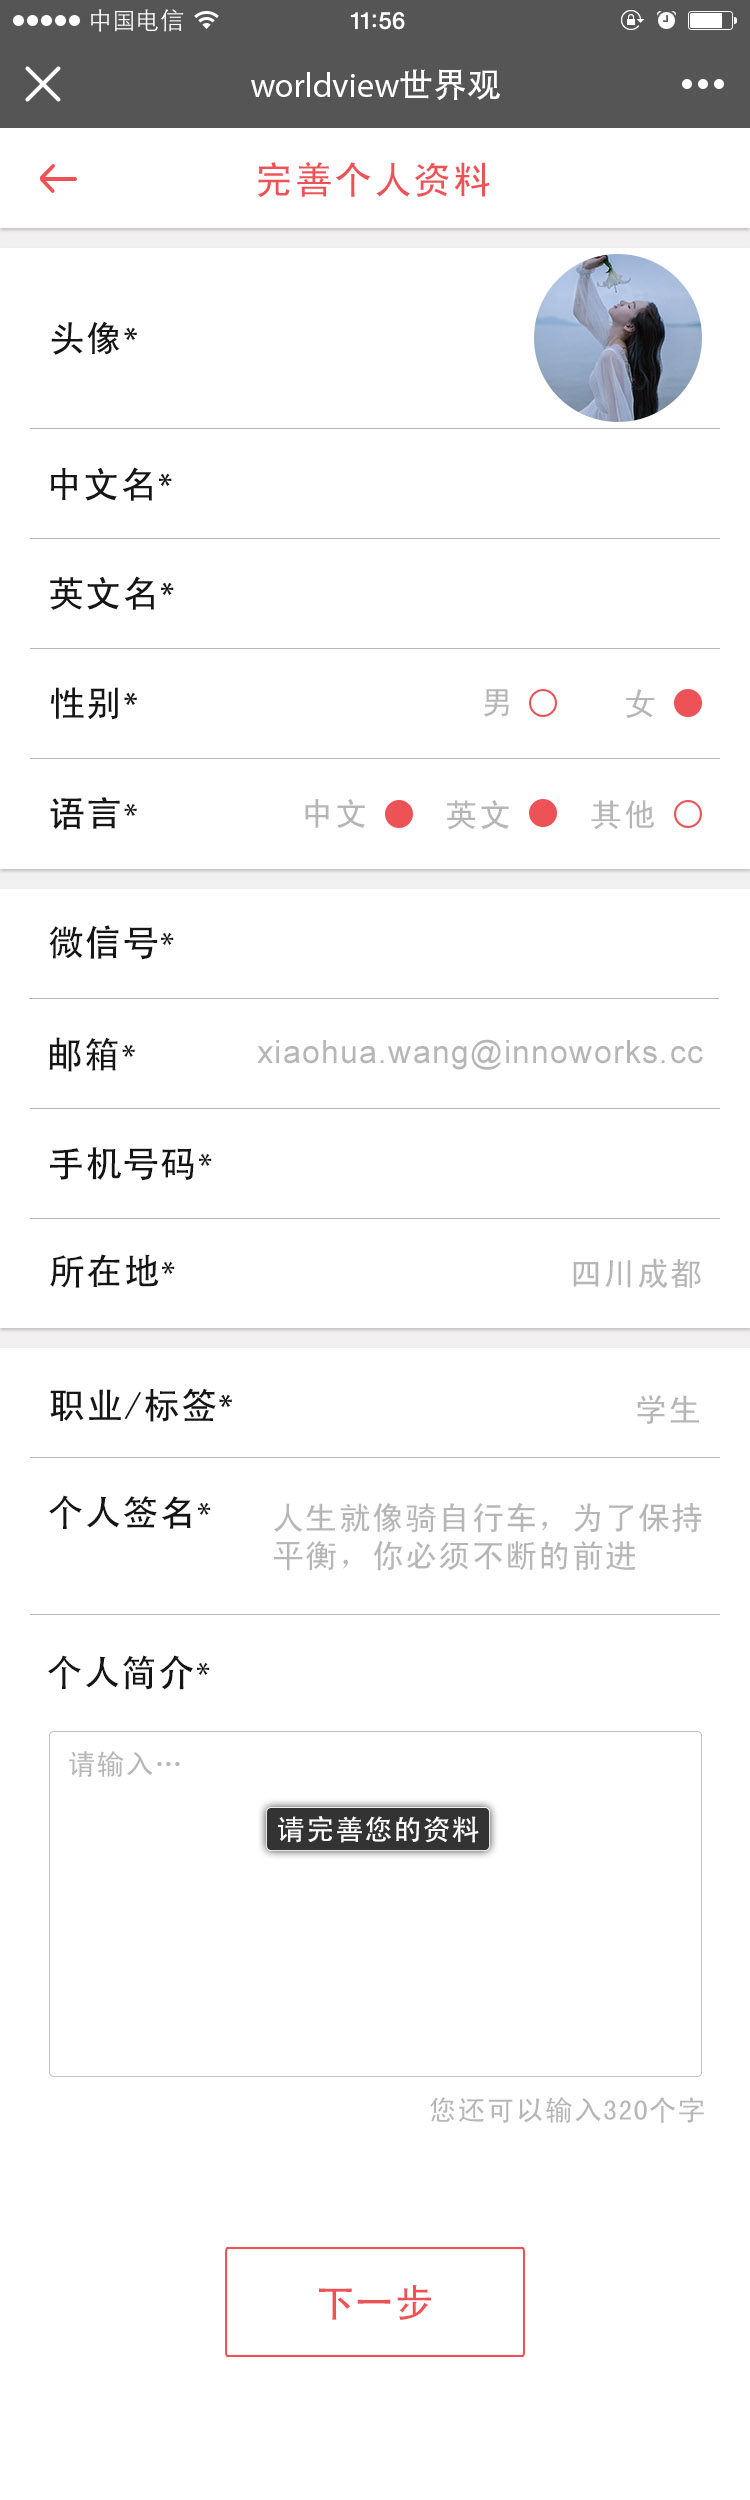 中国电信 11:56
worldview世界观
完善个人资料
头像*
中文名*
英文名*
性别* 男 女
语言* 中文 英文 其他
微信号*
邮箱* xiaohua.wang@innoworks.cc
手机号码*
所在地* 四川成都
职业/标签* 学生
个人签名* 人生就像骑自行车，为了保持
平衡，你必须不断的前进
个人简介*
请输入···
请完善您的资料
您还可以输入320个字
下一步